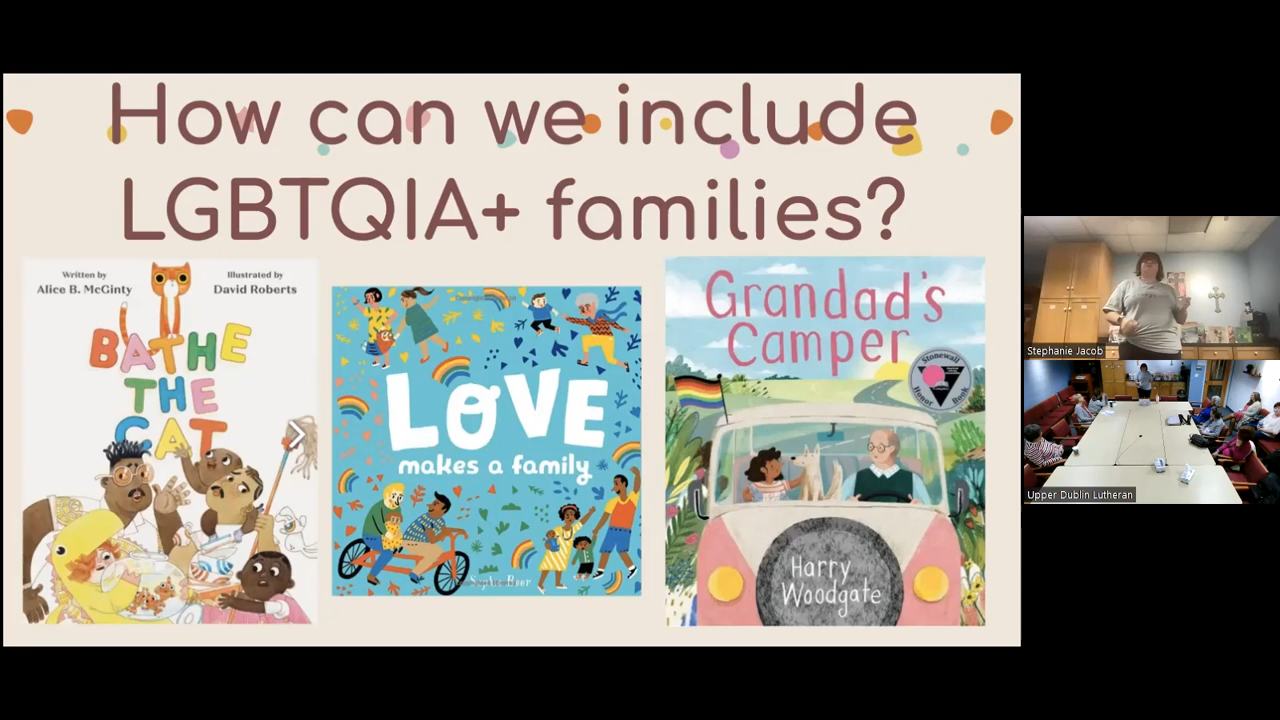 How can we include
LGBTQIA+ families?
Written by
Alice B. McGinty
Illustrated by
David Roberts
BATHE
THE
CAT
LOVE
makes a family
Grandad's
Camper
Stonewall
Honor Book
Harry
Woodgate
Stephanie Jacob
Upper Dublin Lutheran